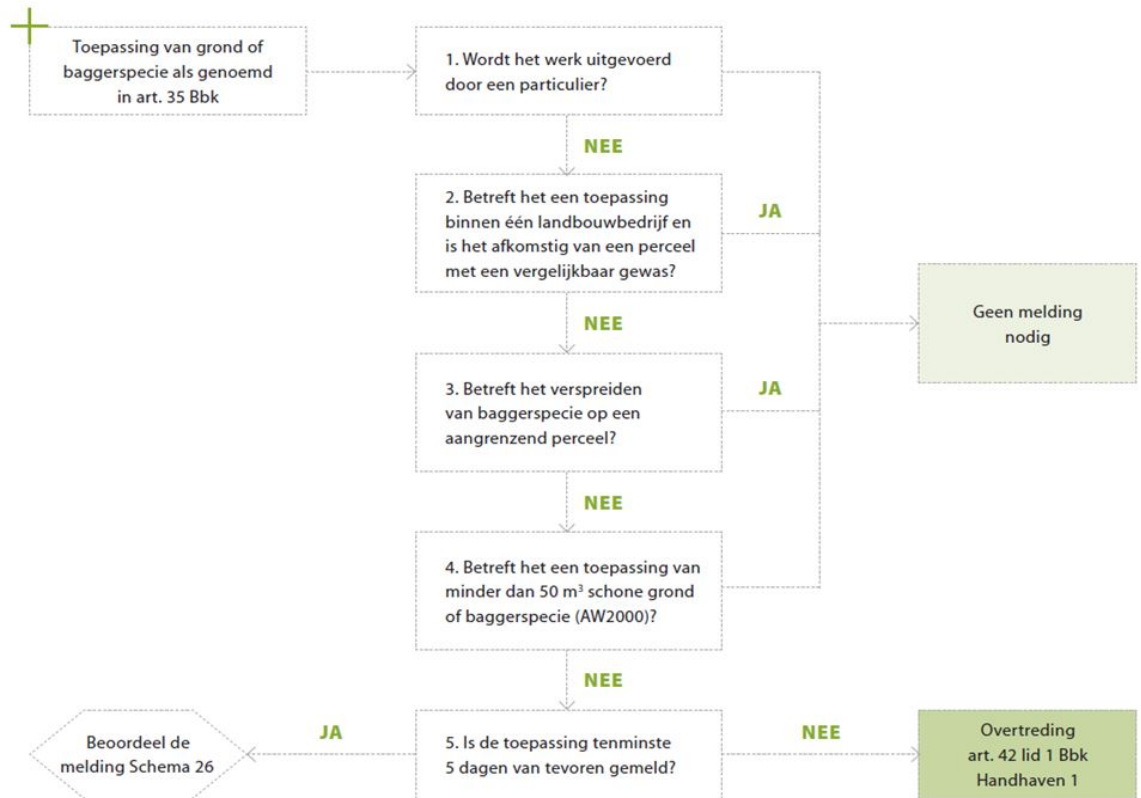 Toepassing van grond of
baggerspecie als genoemd
in art. 35 Bbk
1. Wordt het werk uitgevoerd
door een particulier?
NEE
2. Betreft het een toepassing
binnen één landbouwbedrijf en
is het afkomstig van een perceel
met een vergelijkbaar gewas?
JA
Geen melding
nodig
NEE
3. Betreft het verspreiden
van baggerspecie op een
aangrenzend perceel?
JA
NEE
4. Betreft het een toepassing van
minder dan 50 m³ schone grond
of baggerspecie (AW2000)?
NEE
5. Is de toepassing tenminste
5 dagen van tevoren gemeld?
JA
Beoordeel de
melding Schema 26
NEE
Overtreding
art. 42 lid 1 Bbk
Handhaven 1